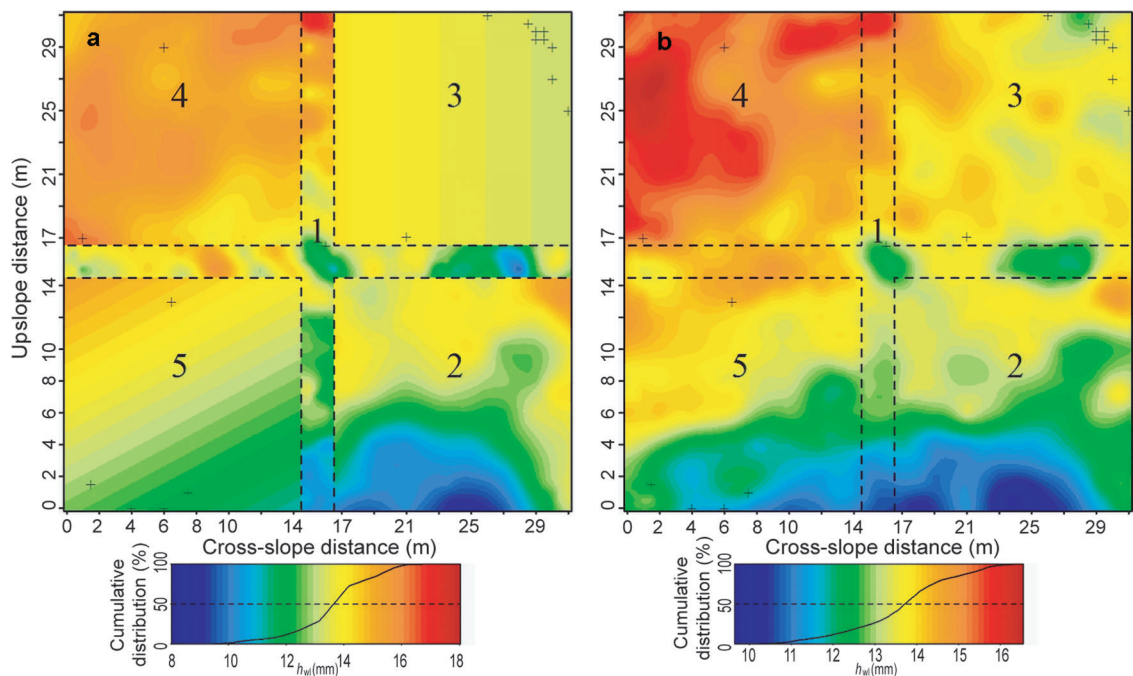 a
b
4
3
1
5
2
4
3
1
5
2
Upslope distance (m)
29
25
21
17
14
10
8
6
4
2
0
29
25
21
17
14
10
8
6
4
2
0
0 2 4 6 8 10 14 17 21 25 29
0 2 4 6 8 10 14 17 21 25 29
Cross-slope distance (m)
Cross-slope distance (m)
Cumulative
distribution (%)
0 50 100
8 10 12 14 16 18
hwl(mm)
Cumulative
distribution (%)
0 50 100
10 11 12 13 14 15 16
hwl(mm)